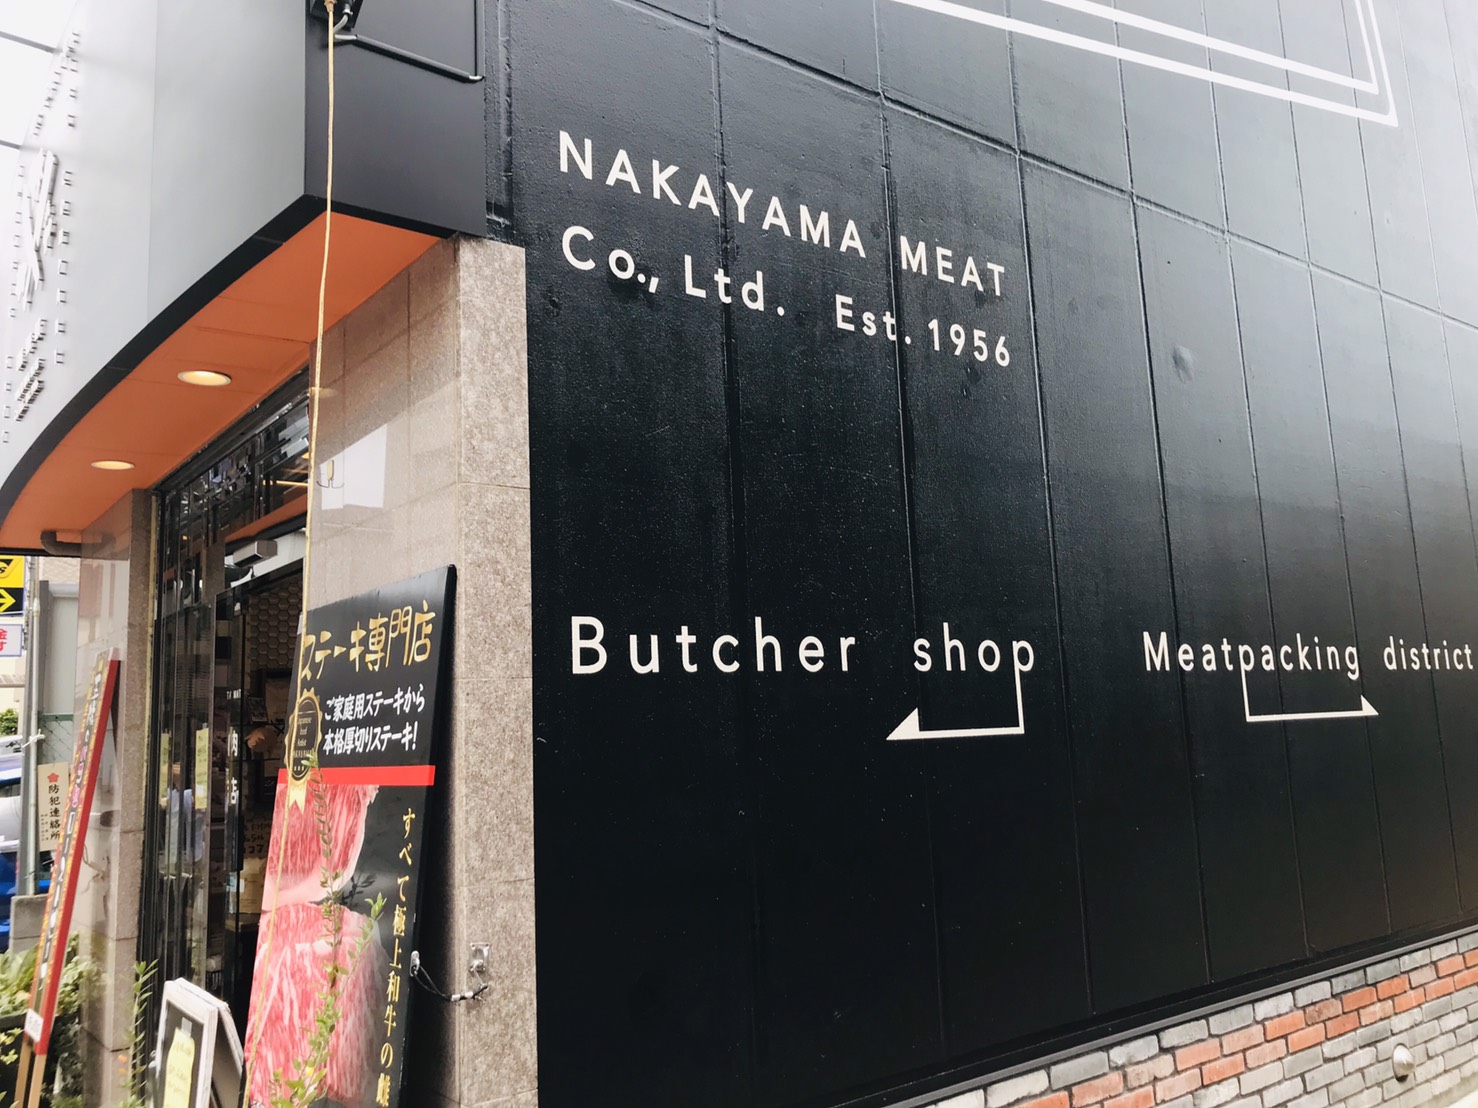 NAKAYAMA MEAT
Co., Ltd. Est. 1956
Butcher shop
Meatpacking district
ステーキ専門店
ご家庭用ステーキから
本格厚切りステーキ!
すべて極上和牛の
防犯連絡所